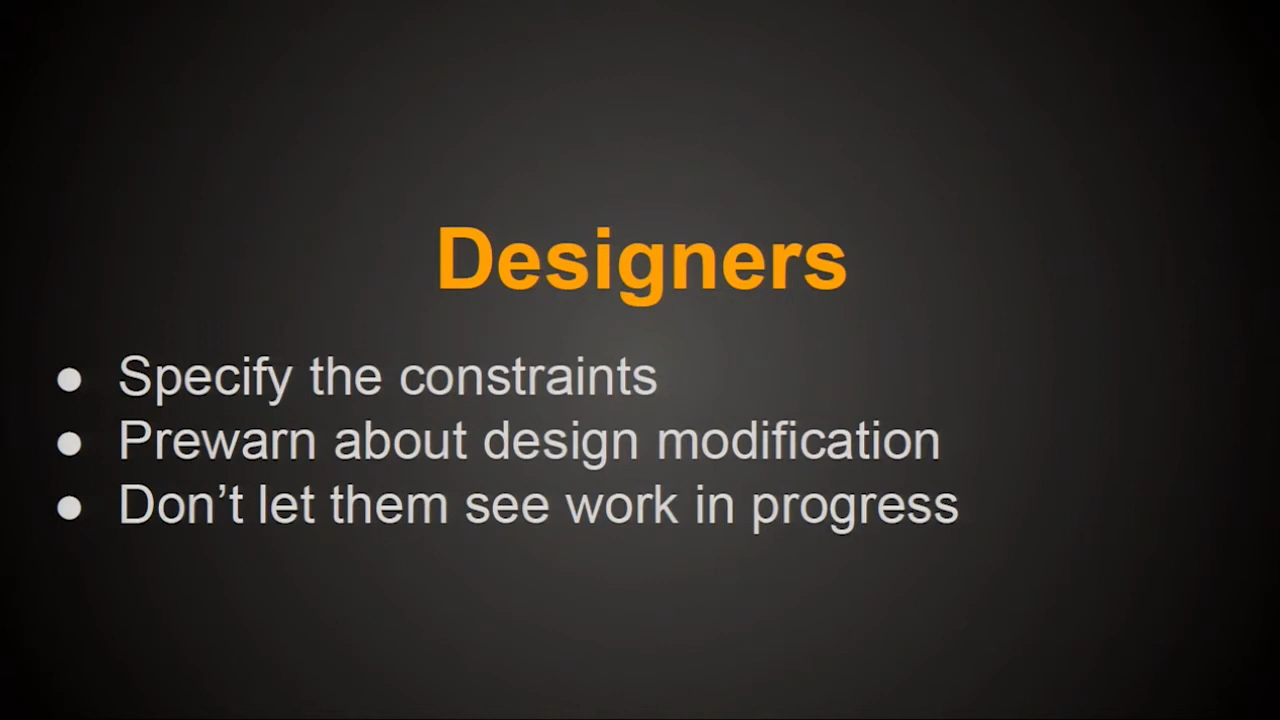 Designers
● Specify the constraints
● Prewarn about design modification
● Don’t let them see work in progress